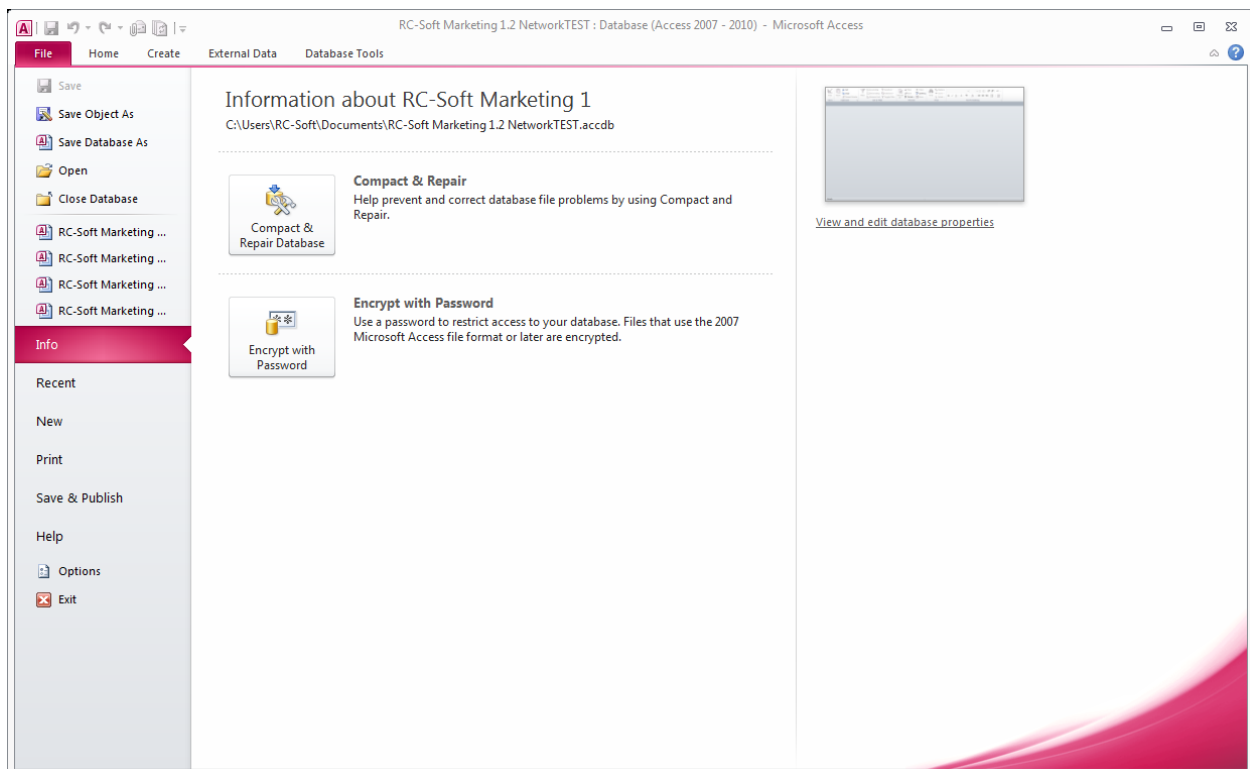 RC-Soft Marketing 1.2 NetworkTEST : Database (Access 2007 - 2010) - Microsoft Access
File Home Create External Data Database Tools
Save
Save Object As
Save Database As
Open
Close Database
RC-Soft Marketing ...
RC-Soft Marketing ...
RC-Soft Marketing ...
RC-Soft Marketing ...
Info
Recent
New
Print
Save & Publish
Help
Options
Exit
Information about RC-Soft Marketing 1
C:\Users\RC-Soft\Documents\RC-Soft Marketing 1.2 NetworkTEST.accdb
Compact &
Repair Database
Compact & Repair
Help prevent and correct database file problems by using Compact and
Repair.
Encrypt with
Password
Encrypt with Password
Use a password to restrict access to your database. Files that use the 2007
Microsoft Access file format or later are encrypted.
View and edit database properties